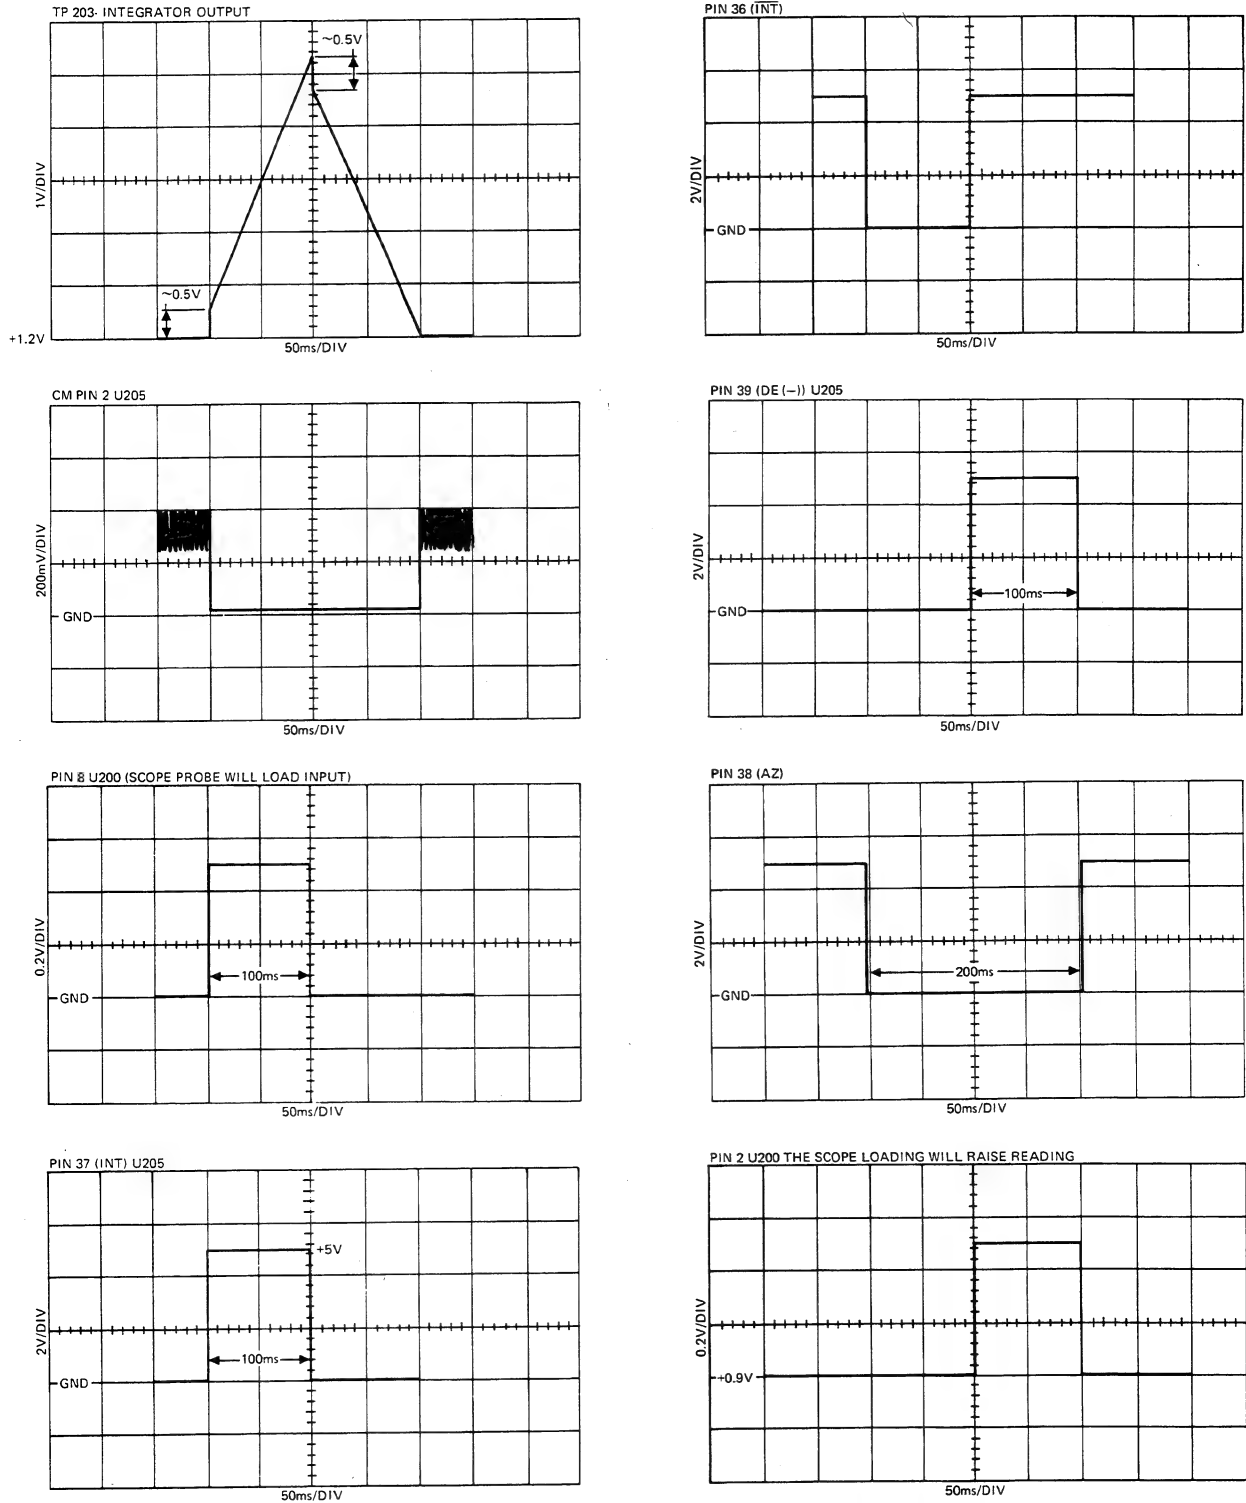 TP 203- INTEGRATOR OUTPUT
~0.5V
1V/DIV
~0.5V
+1.2V
50ms/DIV
PIN 36 (INT)
2V/DIV
GND
50ms/DIV
CM PIN 2 U205
200mV/DIV
GND
50ms/DIV
PIN 39 (DE (—)) U205
2V/DIV
100ms
GND
50ms/DIV
PIN 8 U200 (SCOPE PROBE WILL LOAD INPUT)
0.2V/DIV
100ms
GND
50ms/DIV
PIN 38 (AZ)
2V/DIV
200ms
GND
50ms/DIV
PIN 37 (INT) U205
+5V
2V/DIV
100ms
GND
50ms/DIV
PIN 2 U200 THE SCOPE LOADING WILL RAISE READING
0.2V/DIV
+0.9V
50ms/DIV